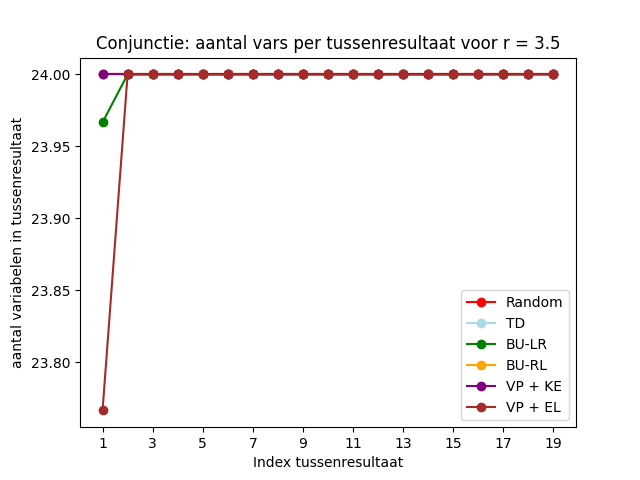 Conjunctie: aantal vars per tussenresultaat voor r = 3.5
aantal variabelen in tussenresultaat
24.00
23.95
23.90
23.85
23.80
Random
TD
BU-LR
BU-RL
VP + KE
VP + EL
1 3 5 7 9 11 13 15 17 19
Index tussenresultaat